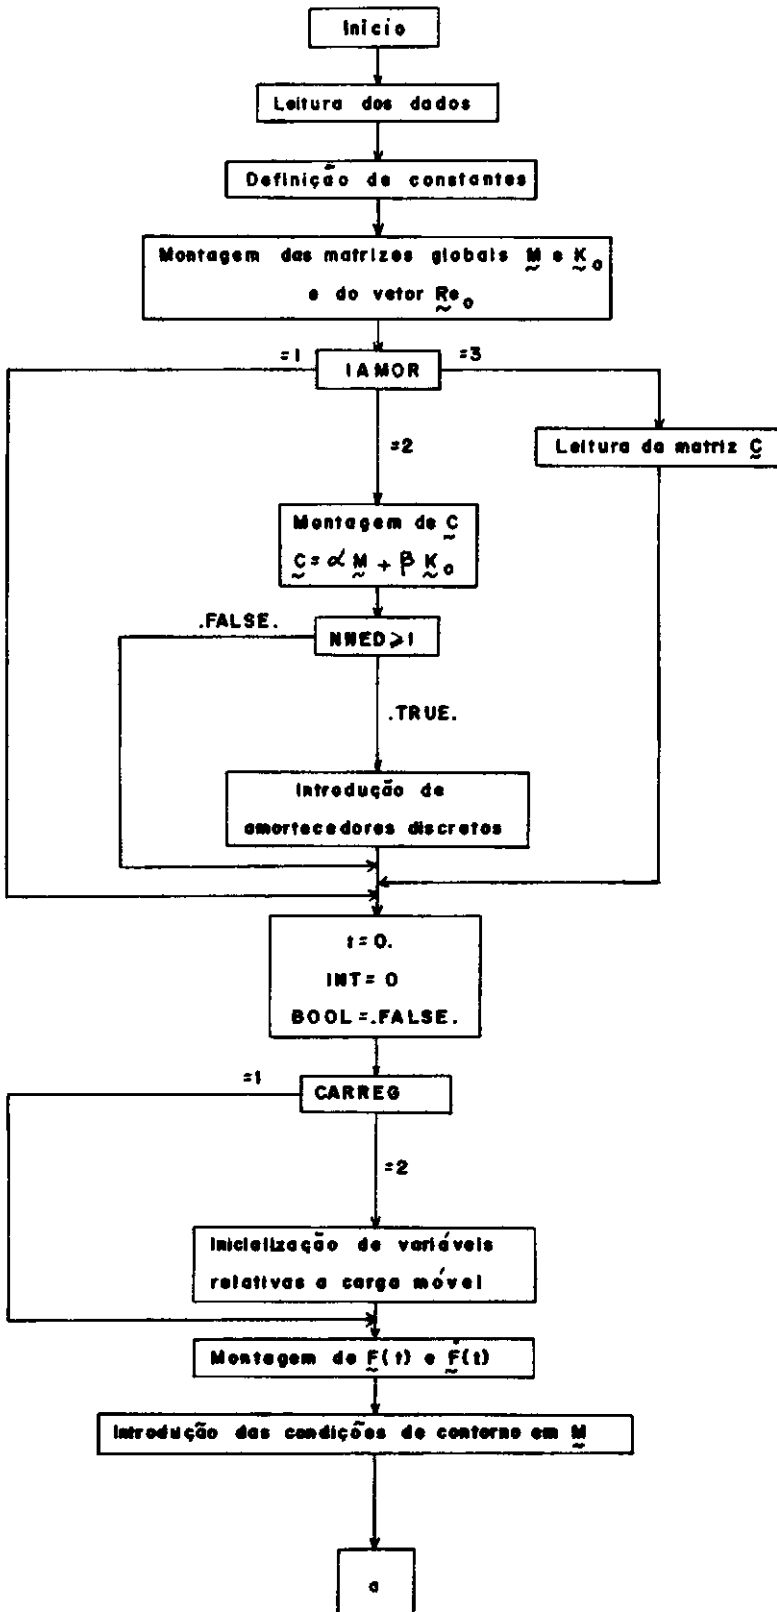 Início
Leitura dos dados
Definição de constantes
Montagem das matrizes globais M e K₀
e do vetor Re₀
=1
IAMOR
=3
=2
Leitura da matriz C
Montagem de C
C = α M + β K₀
.FALSE.
NNED ≥ 1
.TRUE.
Introdução de
amortecedores discretos
t = 0.
INT = 0
BOOL = .FALSE.
=1
CARREG
=2
Inicialização de variáveis
relativas a carga móvel
Montagem de F(t) e Ḟ(t)
Introdução das condições de contorno em M
a